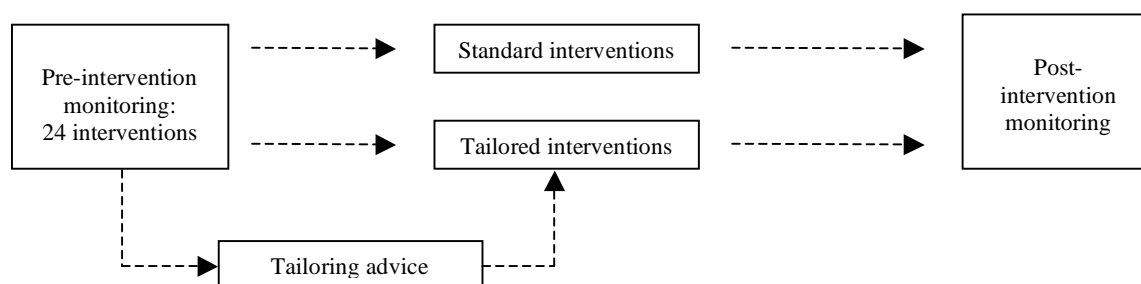 Pre-intervention
monitoring:
24 interventions
Standard interventions
Tailored interventions
Post-
intervention
monitoring
Tailoring advice